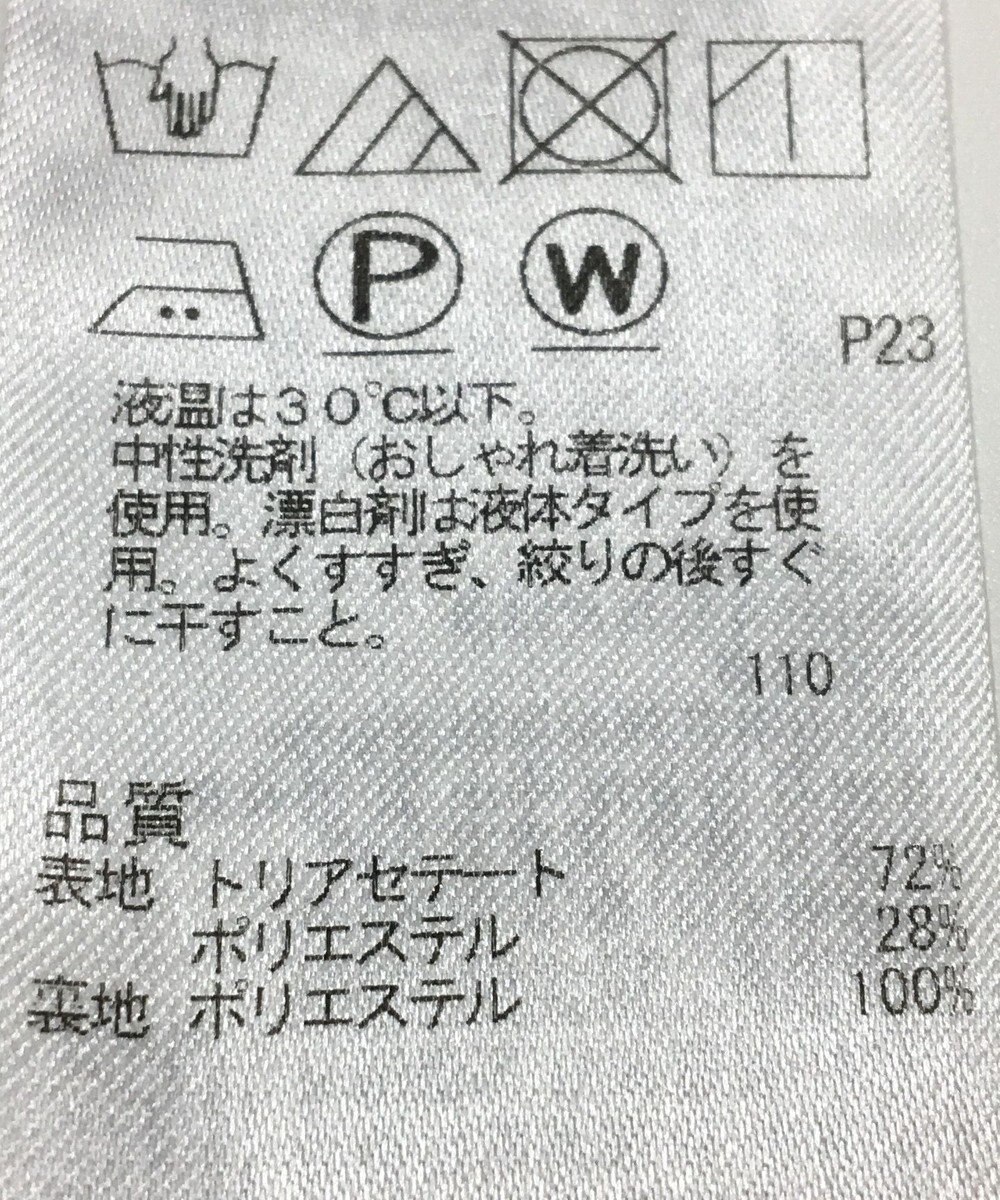 P W
P23
液温は30℃以下。
中性洗剤（おしゃれ着洗い）を
使用。漂白剤は液体タイプを使
用。よくすすぎ、絞りの後すぐ
に干すこと。
110
品質
表地 トリアセテート 72%
ポリエステル 28%
裏地 ポリエステル 100%